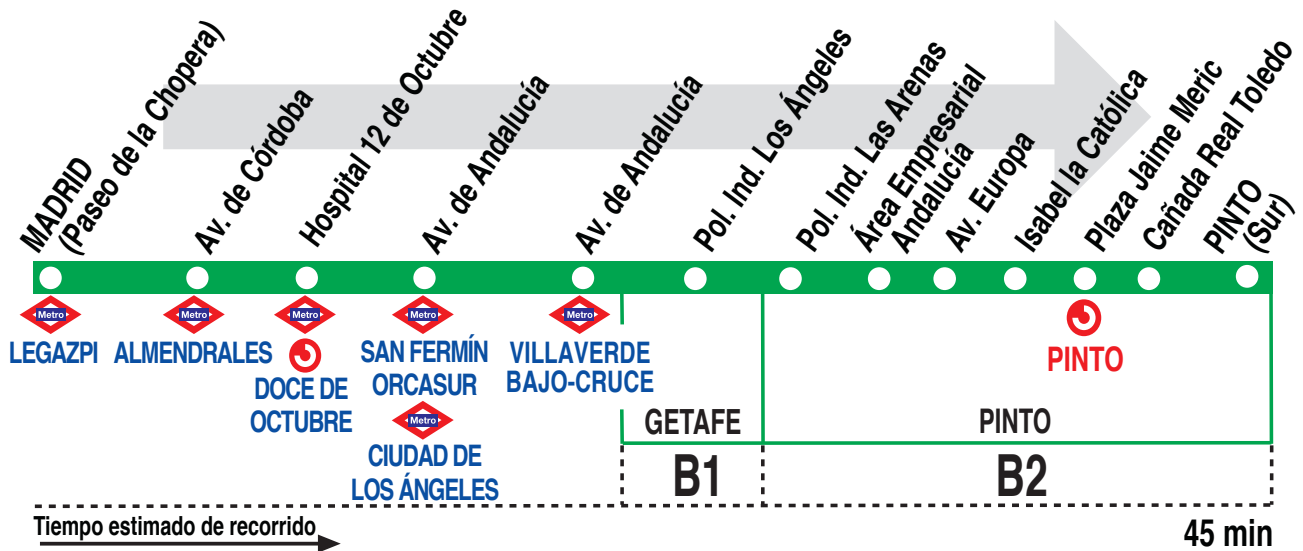 MADRID
(Paseo de la Chopera)
Av. de Córdoba
Hospital 12 de Octubre
Av. de Andalucía
Av. de Andalucía
Pol. Ind. Los Ángeles
Pol. Ind. Las Arenas
Área Empresarial
Andalucía
Av. Europa
Isabel la Católica
Plaza Jaime Meric
Cañada Real Toledo
PINTO
(Sur)
Metro
LEGAZPI
Metro
ALMENDRALES
Metro
DOCE DE
OCTUBRE
Metro
SAN FERMÍN
ORCASUR
Metro
CIUDAD DE
LOS ÁNGELES
Metro
VILLAVERDE
BAJO-CRUCE
PINTO
GETAFE
PINTO
B1
B2
Tiempo estimado de recorrido
45 min